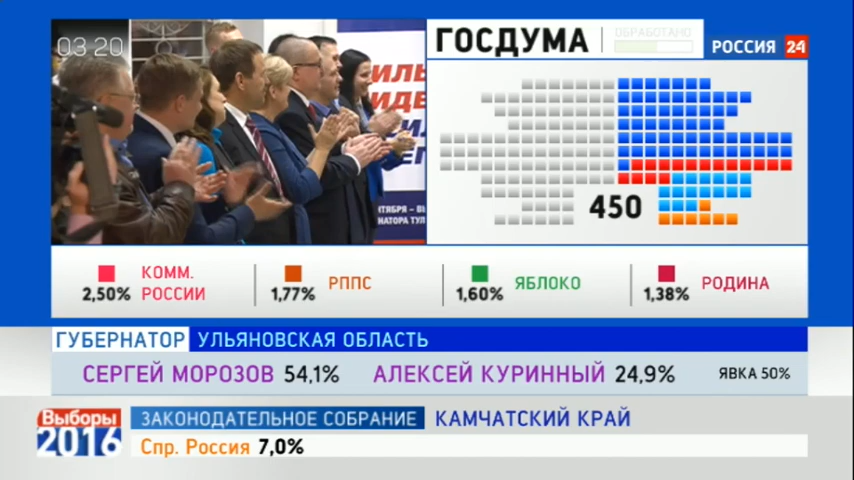 03:20
ГОСДУМА
ОБРАБОТАНО
РОССИЯ 24
450
2,50% КОММ. РОССИИ
1,77% РППС
1,60% ЯБЛОКО
1,38% РОДИНА
ГУБЕРНАТОР УЛЬЯНОВСКАЯ ОБЛАСТЬ
СЕРГЕЙ МОРОЗОВ 54,1% АЛЕКСЕЙ КУРИННЫЙ 24,9% ЯВКА 50%
Выборы 2016
ЗАКОНОДАТЕЛЬНОЕ СОБРАНИЕ КАМЧАТСКИЙ КРАЙ
Спр. Россия 7,0%